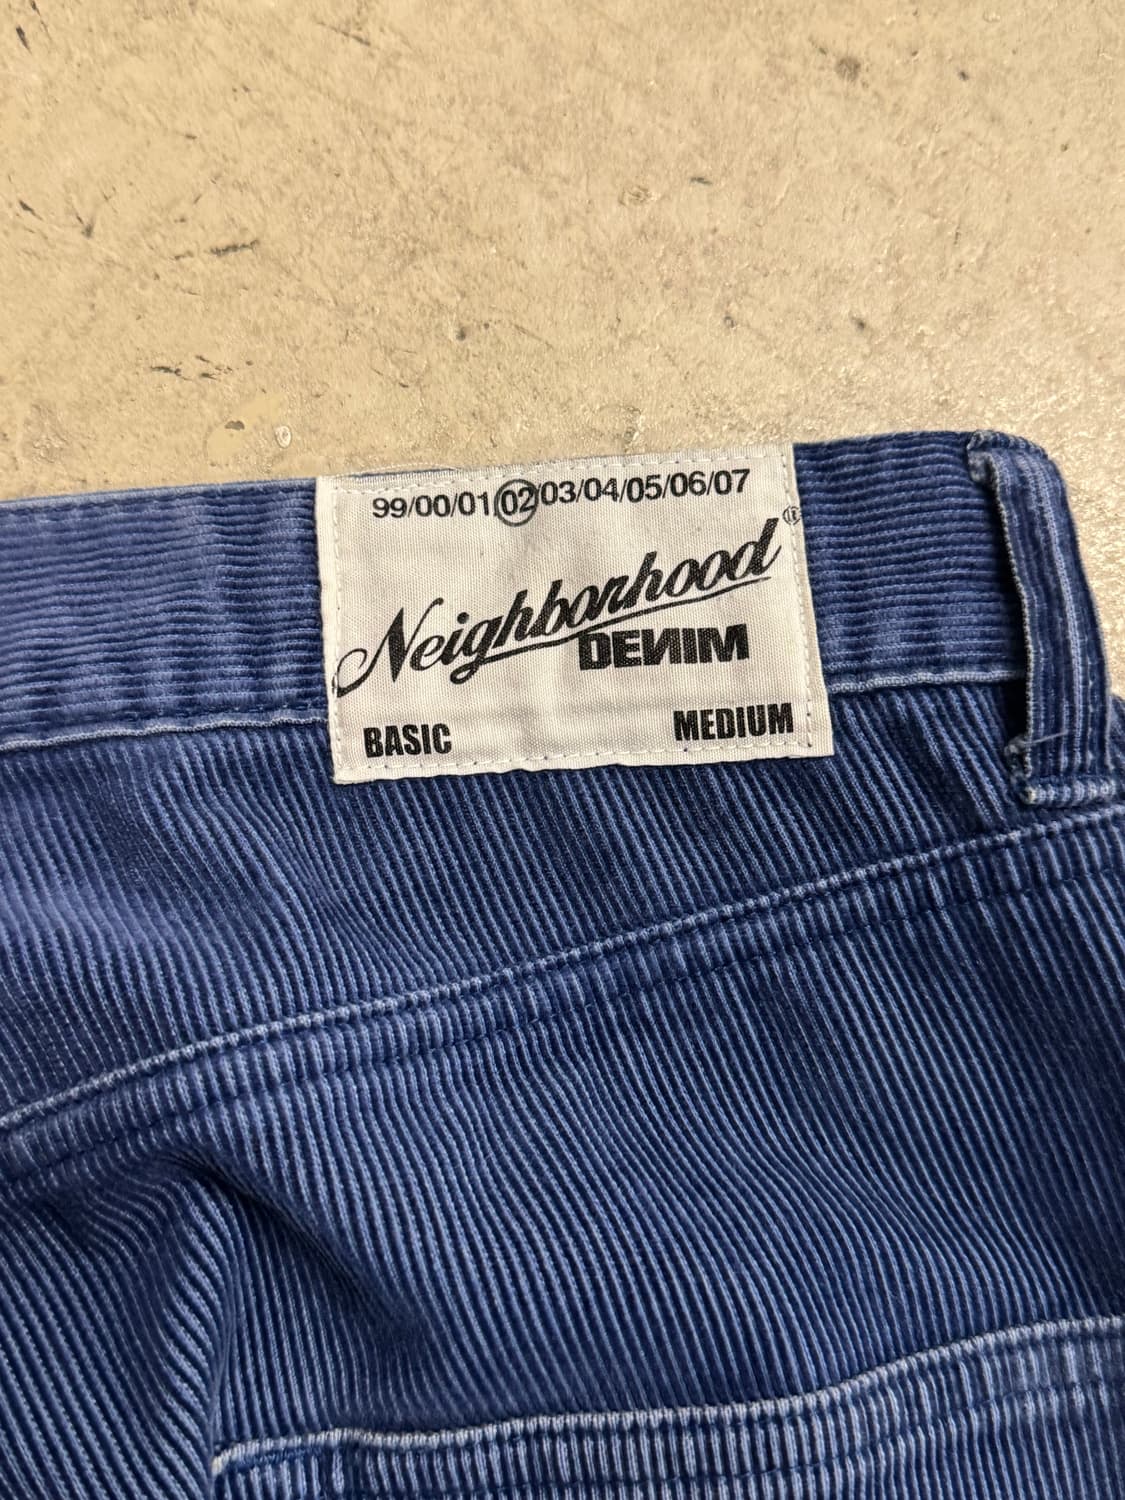 99/00/01/02/03/04/05/06/07
Neighborhood®
DENIM
BASIC MEDIUM